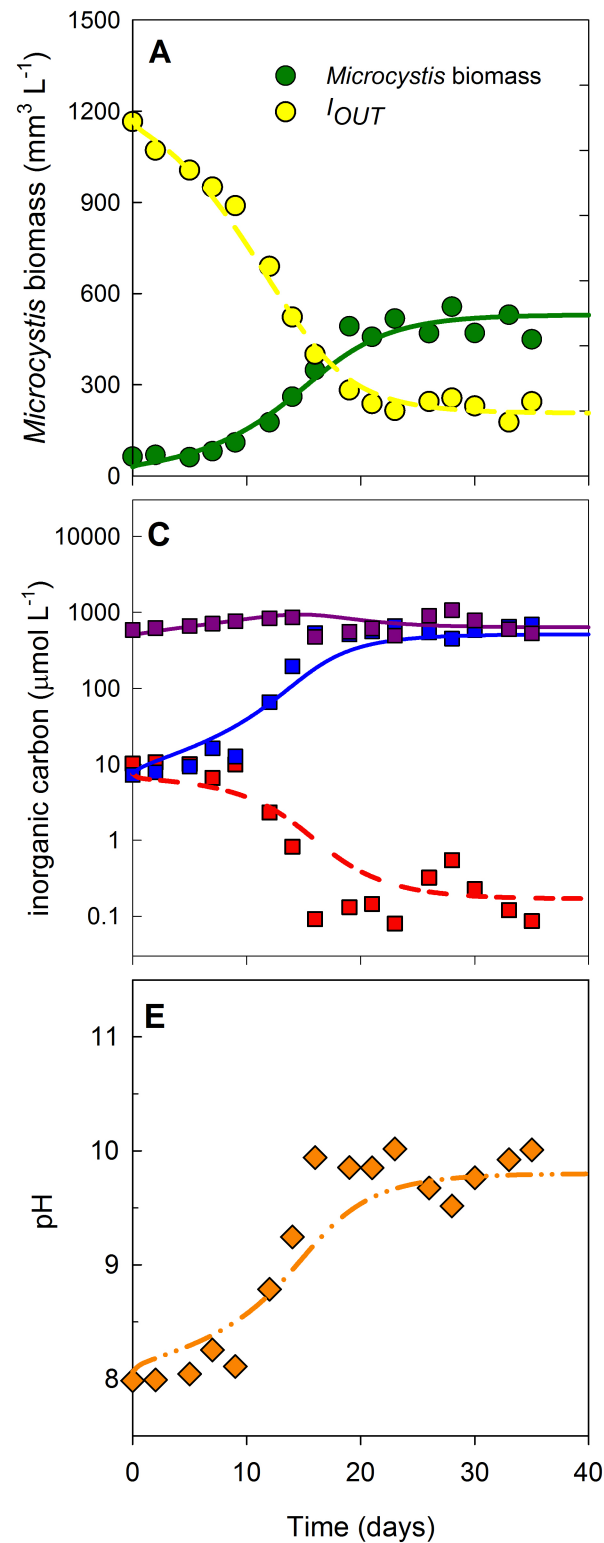 A
Microcystis biomass
I_OUT
1500
1200
900
600
300
0
Microcystis biomass (mm³ L⁻¹)
C
10000
1000
100
10
1
0.1
inorganic carbon (µmol L⁻¹)
E
11
10
9
8
pH
0 10 20 30 40
Time (days)